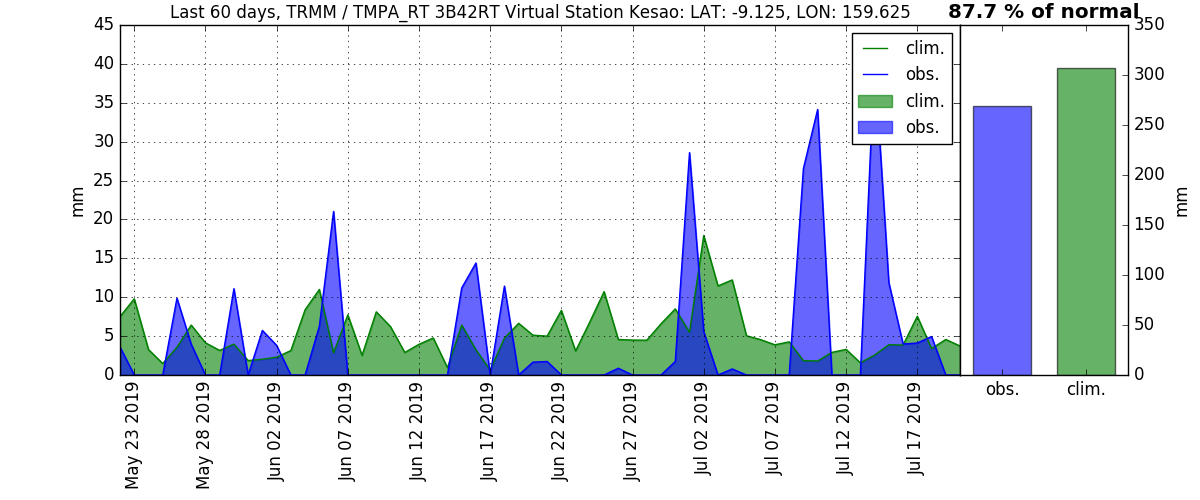 Last 60 days, TRMM / TMPA_RT 3B42RT Virtual Station Kesao: LAT: -9.125, LON: 159.625
87.7 % of normal
45
40
35
30
25
20
15
10
5
0
mm
clim.
obs.
clim.
obs.
350
300
250
200
150
100
50
0
mm
obs.
clim.
May 23 2019
May 28 2019
Jun 02 2019
Jun 07 2019
Jun 12 2019
Jun 17 2019
Jun 22 2019
Jun 27 2019
Jul 02 2019
Jul 07 2019
Jul 12 2019
Jul 17 2019